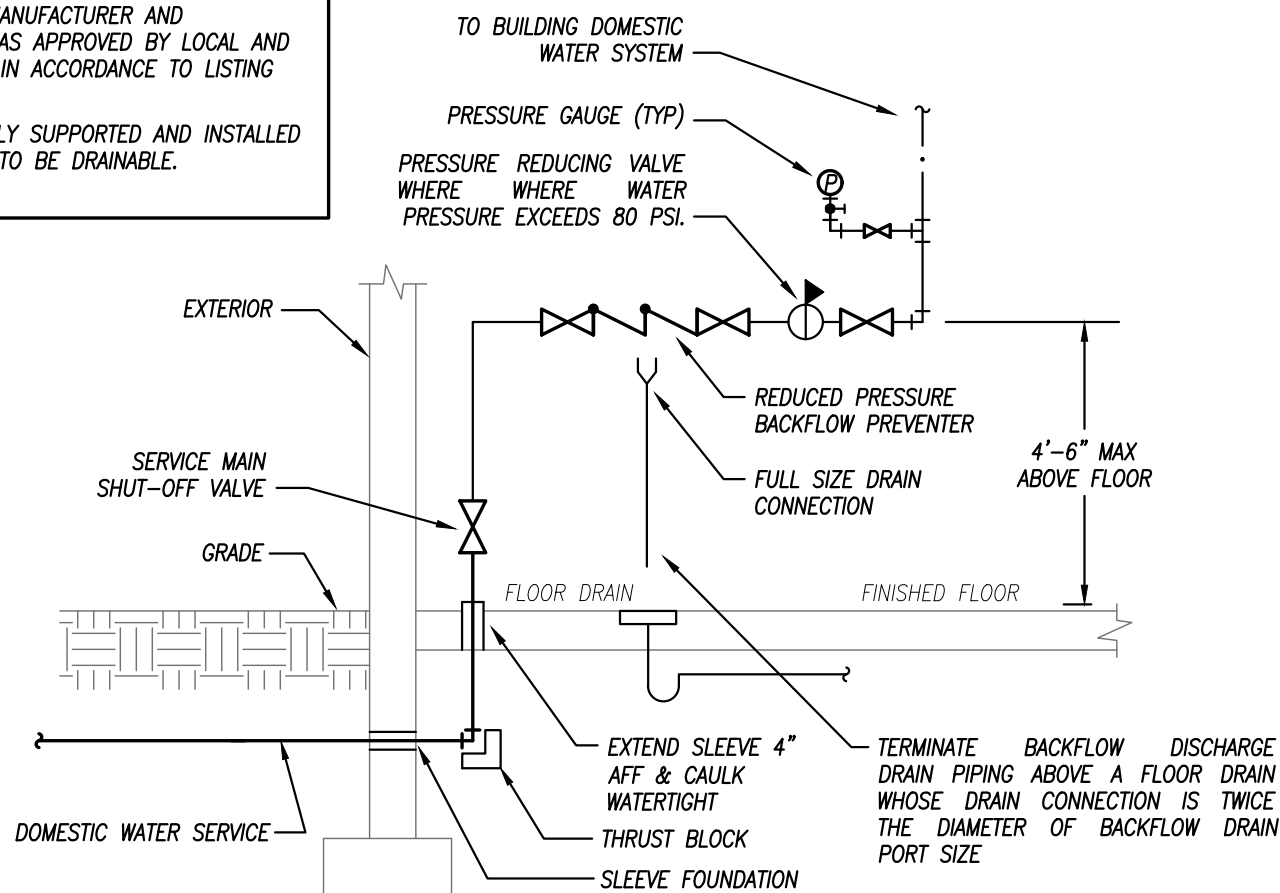 MANUFACTURER AND
AS APPROVED BY LOCAL AND
IN ACCORDANCE TO LISTING
LY SUPPORTED AND INSTALLED
TO BE DRAINABLE.
TO BUILDING DOMESTIC
WATER SYSTEM
PRESSURE GAUGE (TYP)
P
PRESSURE REDUCING VALVE
WHERE WHERE WATER
PRESSURE EXCEEDS 80 PSI.
EXTERIOR
REDUCED PRESSURE
BACKFLOW PREVENTER
4'-6" MAX
ABOVE FLOOR
SERVICE MAIN
SHUT-OFF VALVE
FULL SIZE DRAIN
CONNECTION
GRADE
FLOOR DRAIN
FINISHED FLOOR
EXTEND SLEEVE 4"
AFF & CAULK
WATERTIGHT
TERMINATE BACKFLOW DISCHARGE
DRAIN PIPING ABOVE A FLOOR DRAIN
WHOSE DRAIN CONNECTION IS TWICE
THE DIAMETER OF BACKFLOW DRAIN
PORT SIZE
DOMESTIC WATER SERVICE
THRUST BLOCK
SLEEVE FOUNDATION